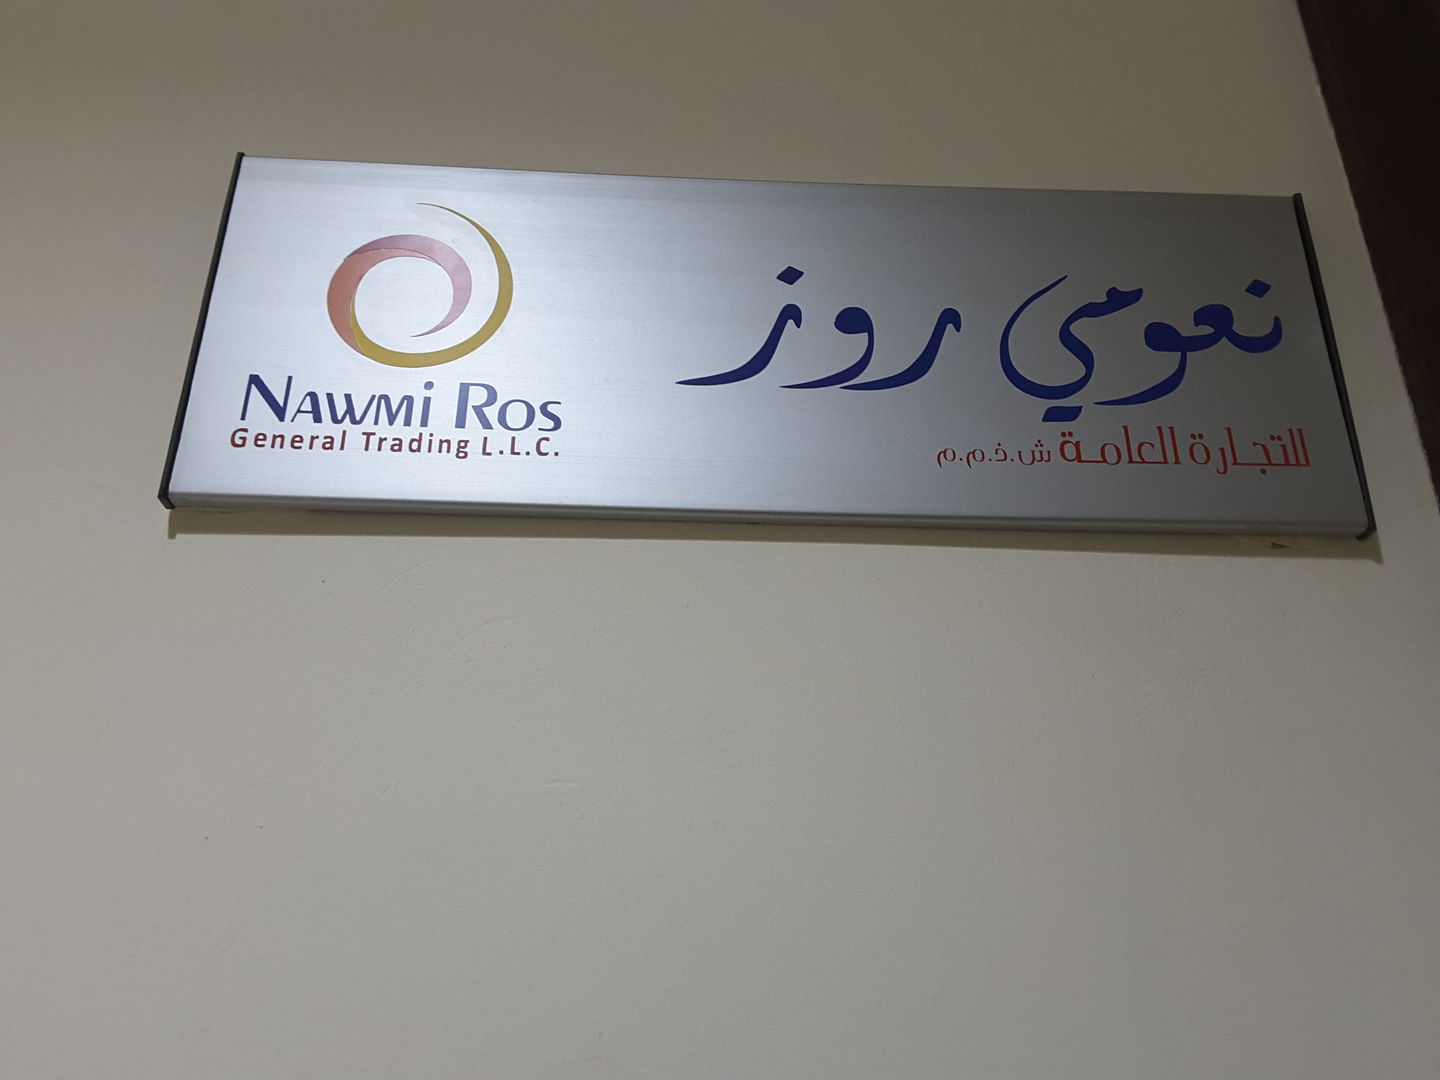 Nawmi Ros
General Trading L.L.C.
نعومي روز
للتجارة العامة ش.ذ.م.م